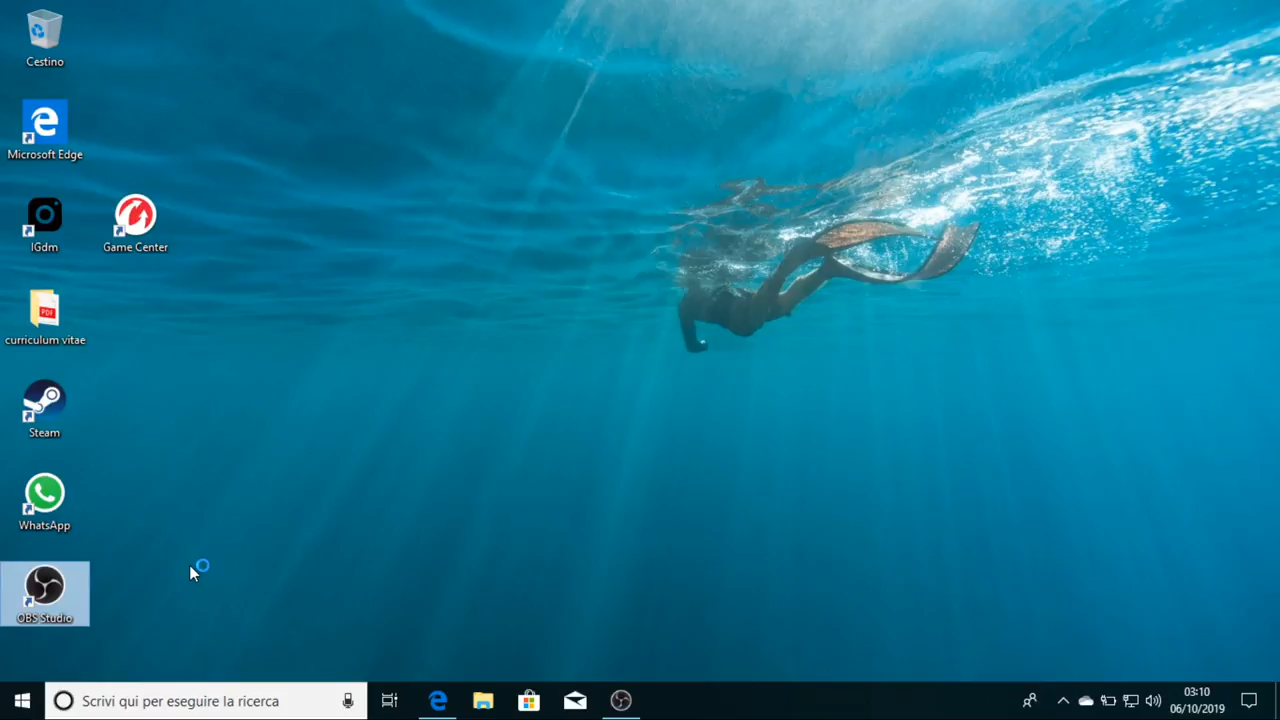 Cestino
Microsoft Edge
IGdm
Game Center
PDF
curriculum vitae
Steam
WhatsApp
OBS Studio
Scrivi qui per eseguire la ricerca
03:10
06/10/2019